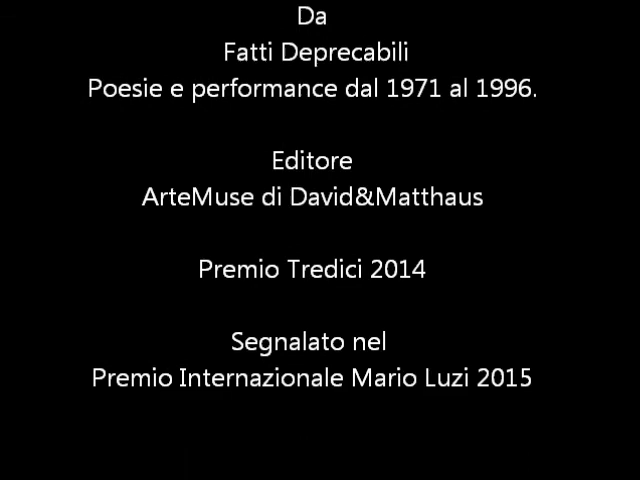 Da
Fatti Deprecabili
Poesie e performance dal 1971 al 1996.
Editore
ArteMuse di David&Matthaus
Premio Tredici 2014
Segnalato nel
Premio Internazionale Mario Luzi 2015